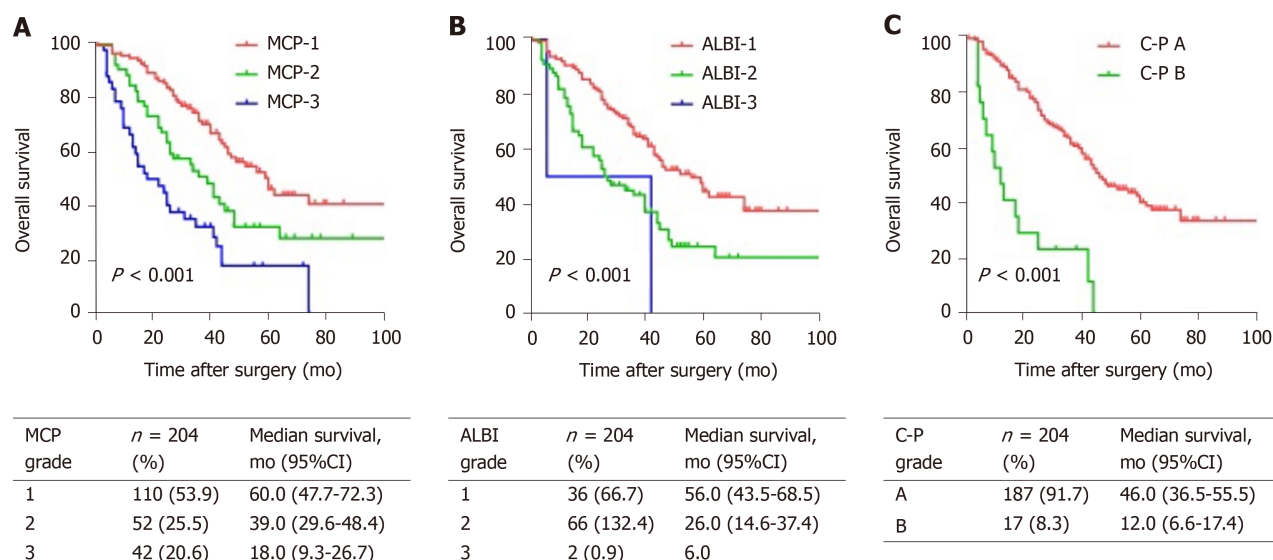 A
100
80
60
40
20
0
Overall survival
MCP-1
MCP-2
MCP-3
P < 0.001
0 20 40 60 80 100
Time after surgery (mo)
MCP grade
n = 204 (%)
Median survival, mo (95%CI)
1 110 (53.9) 60.0 (47.7-72.3)
2 52 (25.5) 39.0 (29.6-48.4)
3 42 (20.6) 18.0 (9.3-26.7)
B
100
80
60
40
20
0
Overall survival
ALBI-1
ALBI-2
ALBI-3
P < 0.001
0 20 40 60 80 100
Time after surgery (mo)
ALBI grade
n = 204 (%)
Median survival, mo (95%CI)
1 36 (66.7) 56.0 (43.5-68.5)
2 66 (132.4) 26.0 (14.6-37.4)
3 2 (0.9) 6.0
C
100
80
60
40
20
0
Overall survival
C-P A
C-P B
P < 0.001
0 20 40 60 80 100
Time after surgery (mo)
C-P grade
n = 204 (%)
Median survival, mo (95%CI)
A 187 (91.7) 46.0 (36.5-55.5)
B 17 (8.3) 12.0 (6.6-17.4)